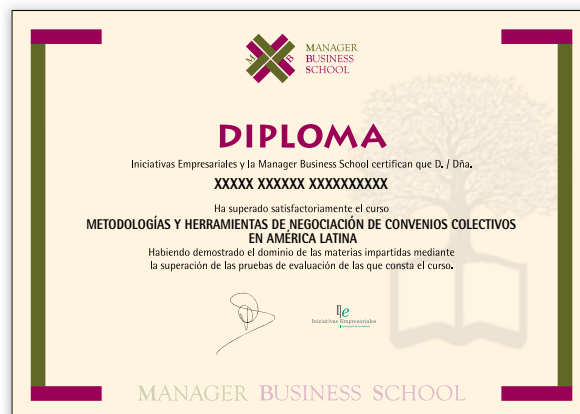 M B
MANAGER
BUSINESS
SCHOOL
DIPLOMA
Iniciativas Empresariales y la Manager Business School certifican que D. / Dña.
XXXXX XXXXXX XXXXXXXXXX
Ha superado satisfactoriamente el curso
METODOLOGÍAS Y HERRAMIENTAS DE NEGOCIACIÓN DE CONVENIOS COLECTIVOS
EN AMÉRICA LATINA
Habiendo demostrado el dominio de las materias impartidas mediante
la superación de las pruebas de evaluación de las que consta el curso.
Iniciativas Empresariales
MANAGER BUSINESS SCHOOL